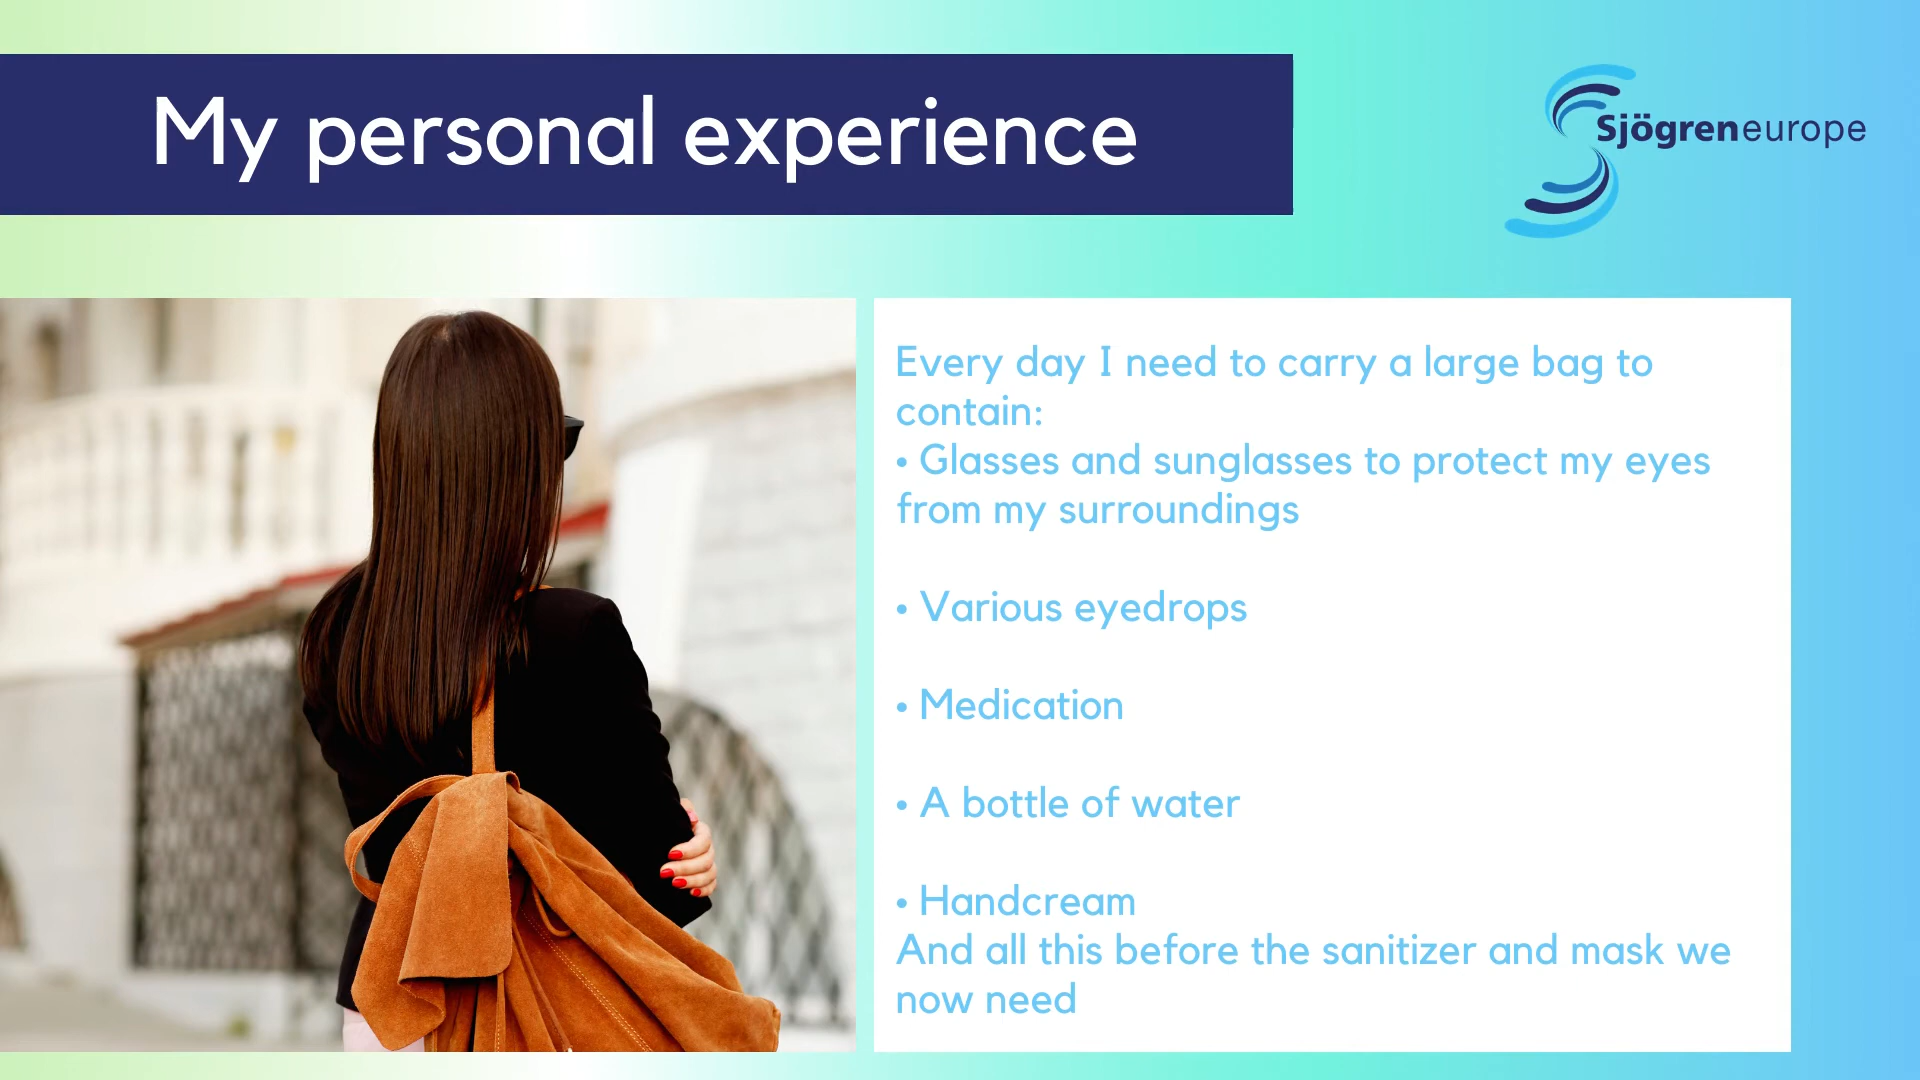 My personal experience
Sjögreneurope
Every day I need to carry a large bag to
contain:
• Glasses and sunglasses to protect my eyes
from my surroundings
• Various eyedrops
• Medication
• A bottle of water
• Handcream
And all this before the sanitizer and mask we
now need